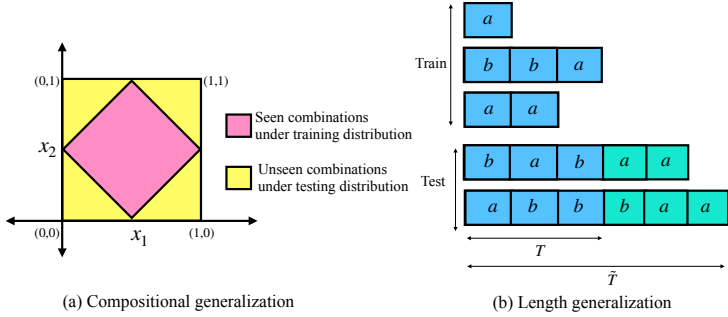 (0,1)
(1,1)
x₂
(0,0)
x₁
(1,0)
Seen combinations
under training distribution
Unseen combinations
under testing distribution
(a) Compositional generalization
Train
a
b b a
a a
Test
b a b a a
a b b b a a
T
T̃
(b) Length generalization